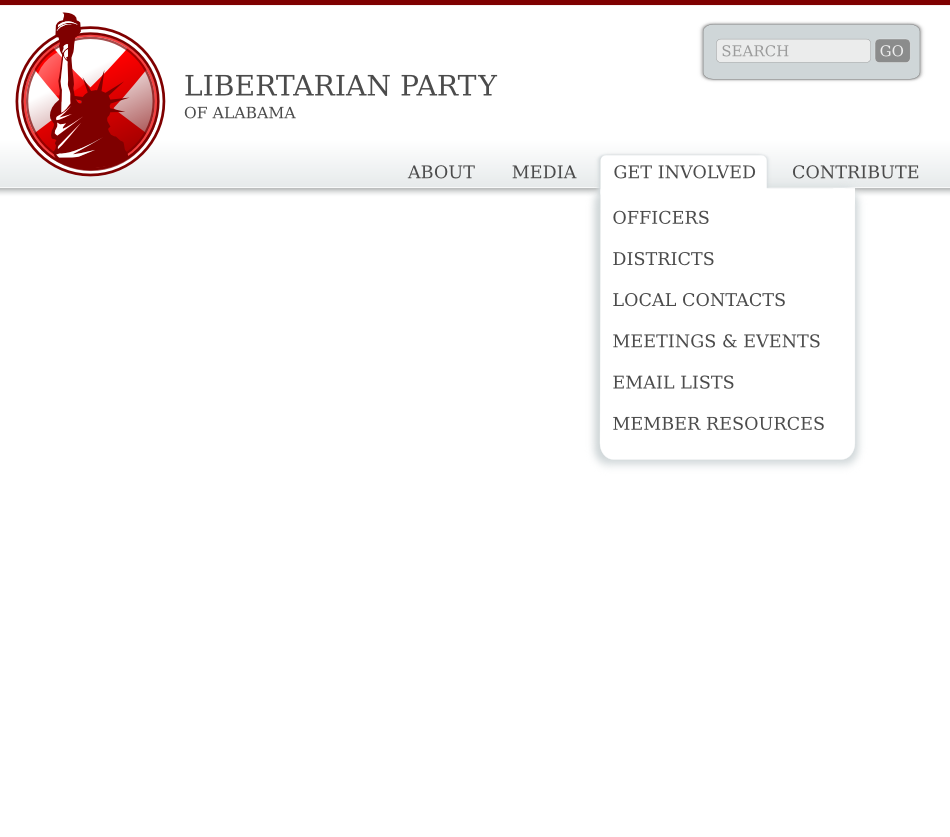 SEARCH GO
LIBERTARIAN PARTY
OF ALABAMA
ABOUT MEDIA GET INVOLVED CONTRIBUTE
OFFICERS
DISTRICTS
LOCAL CONTACTS
MEETINGS & EVENTS
EMAIL LISTS
MEMBER RESOURCES